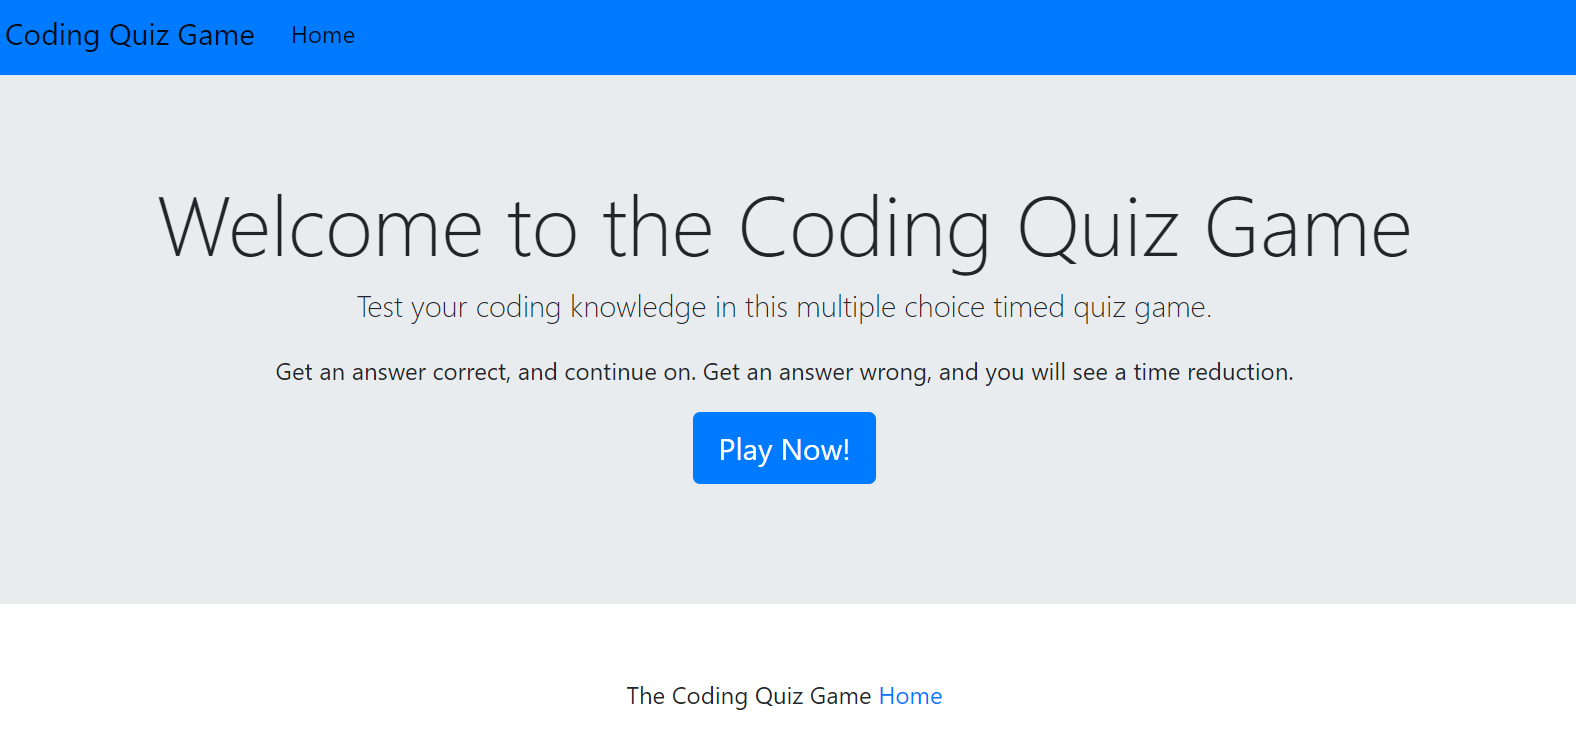 Coding Quiz Game Home
Welcome to the Coding Quiz Game
Test your coding knowledge in this multiple choice timed quiz game.
Get an answer correct, and continue on. Get an answer wrong, and you will see a time reduction.
Play Now!
The Coding Quiz Game Home